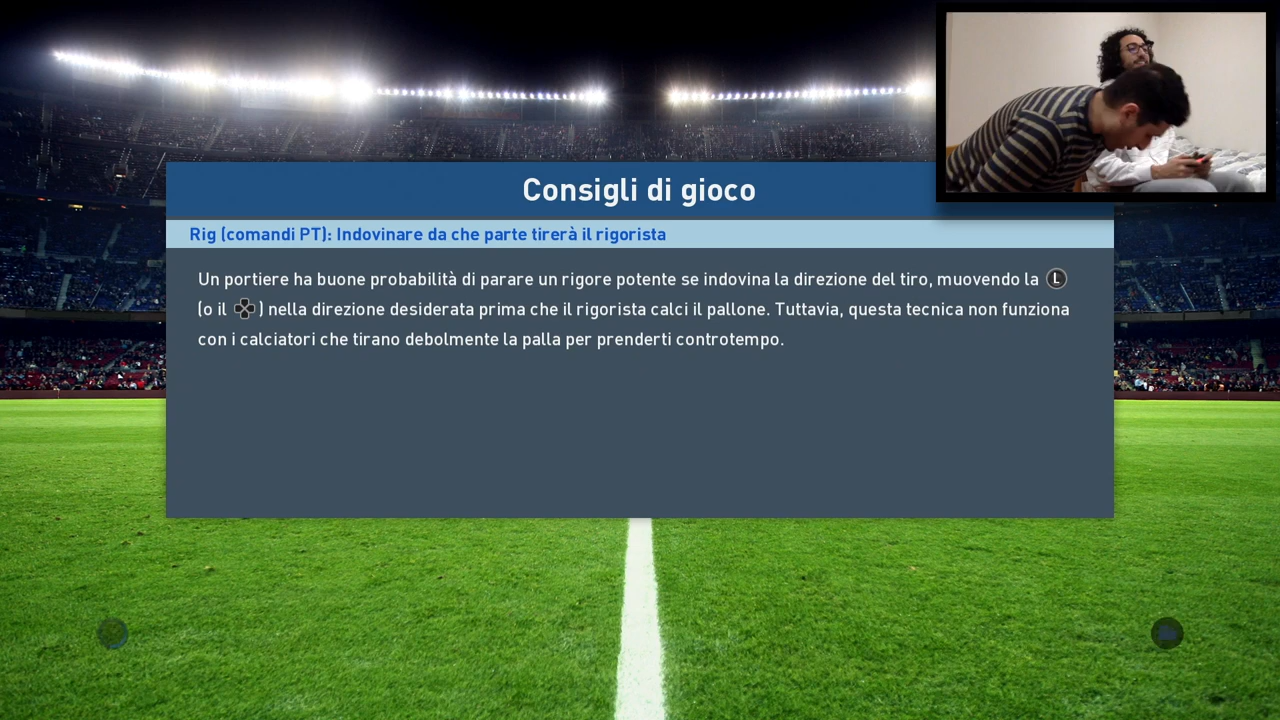 Consigli di gioco
Rig (comandi PT): Indovinare da che parte tirerà il rigorista
Un portiere ha buone probabilità di parare un rigore potente se indovina la direzione del tiro, muovendo la L
(o il ) nella direzione desiderata prima che il rigorista calci il pallone. Tuttavia, questa tecnica non funziona
con i calciatori che tirano debolmente la palla per prenderti controtempo.